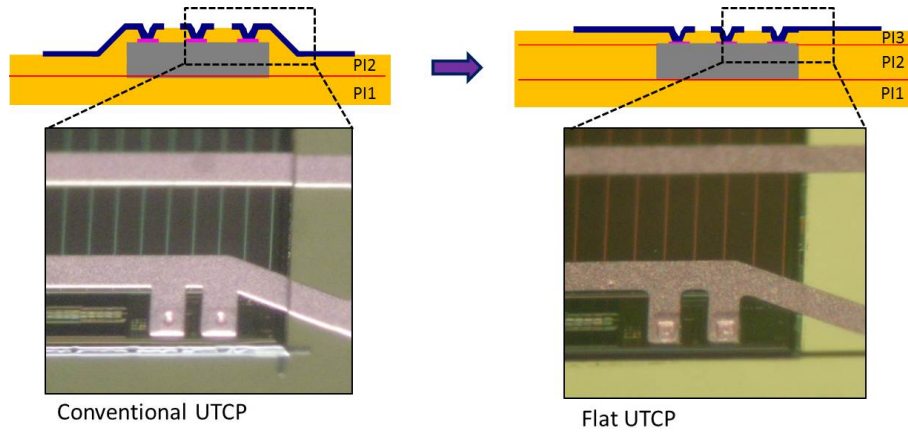 PI3
PI2
PI2
PI1
PI1
Conventional UTCP
Flat UTCP